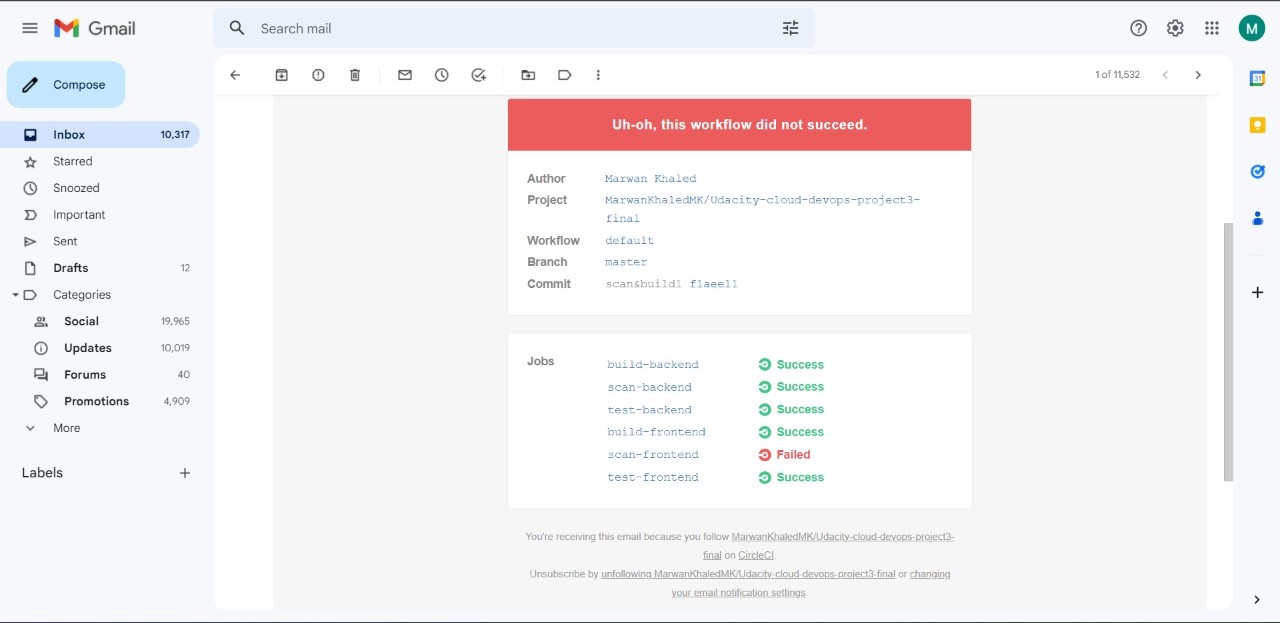 Gmail
Search mail
M
Compose
1 of 11,532
31
Inbox 10,317
Starred
Snoozed
Important
Sent
Drafts 12
Categories
Social 19,965
Updates 10,019
Forums 40
Promotions 4,909
More
Labels
Uh-oh, this workflow did not succeed.
Author Marwan Khaled
Project MarwanKhaledMK/Udacity-cloud-devops-project3-
final
Workflow default
Branch master
Commit scan&build1 f1aee11
Jobs
build-backend Success
scan-backend Success
test-backend Success
build-frontend Success
scan-frontend Failed
test-frontend Success
You're receiving this email because you follow MarwanKhaledMK/Udacity-cloud-devops-project3-
final on CircleCI.
Unsubscribe by unfollowing MarwanKhaledMK/Udacity-cloud-devops-project3-final or changing
your email notification settings.